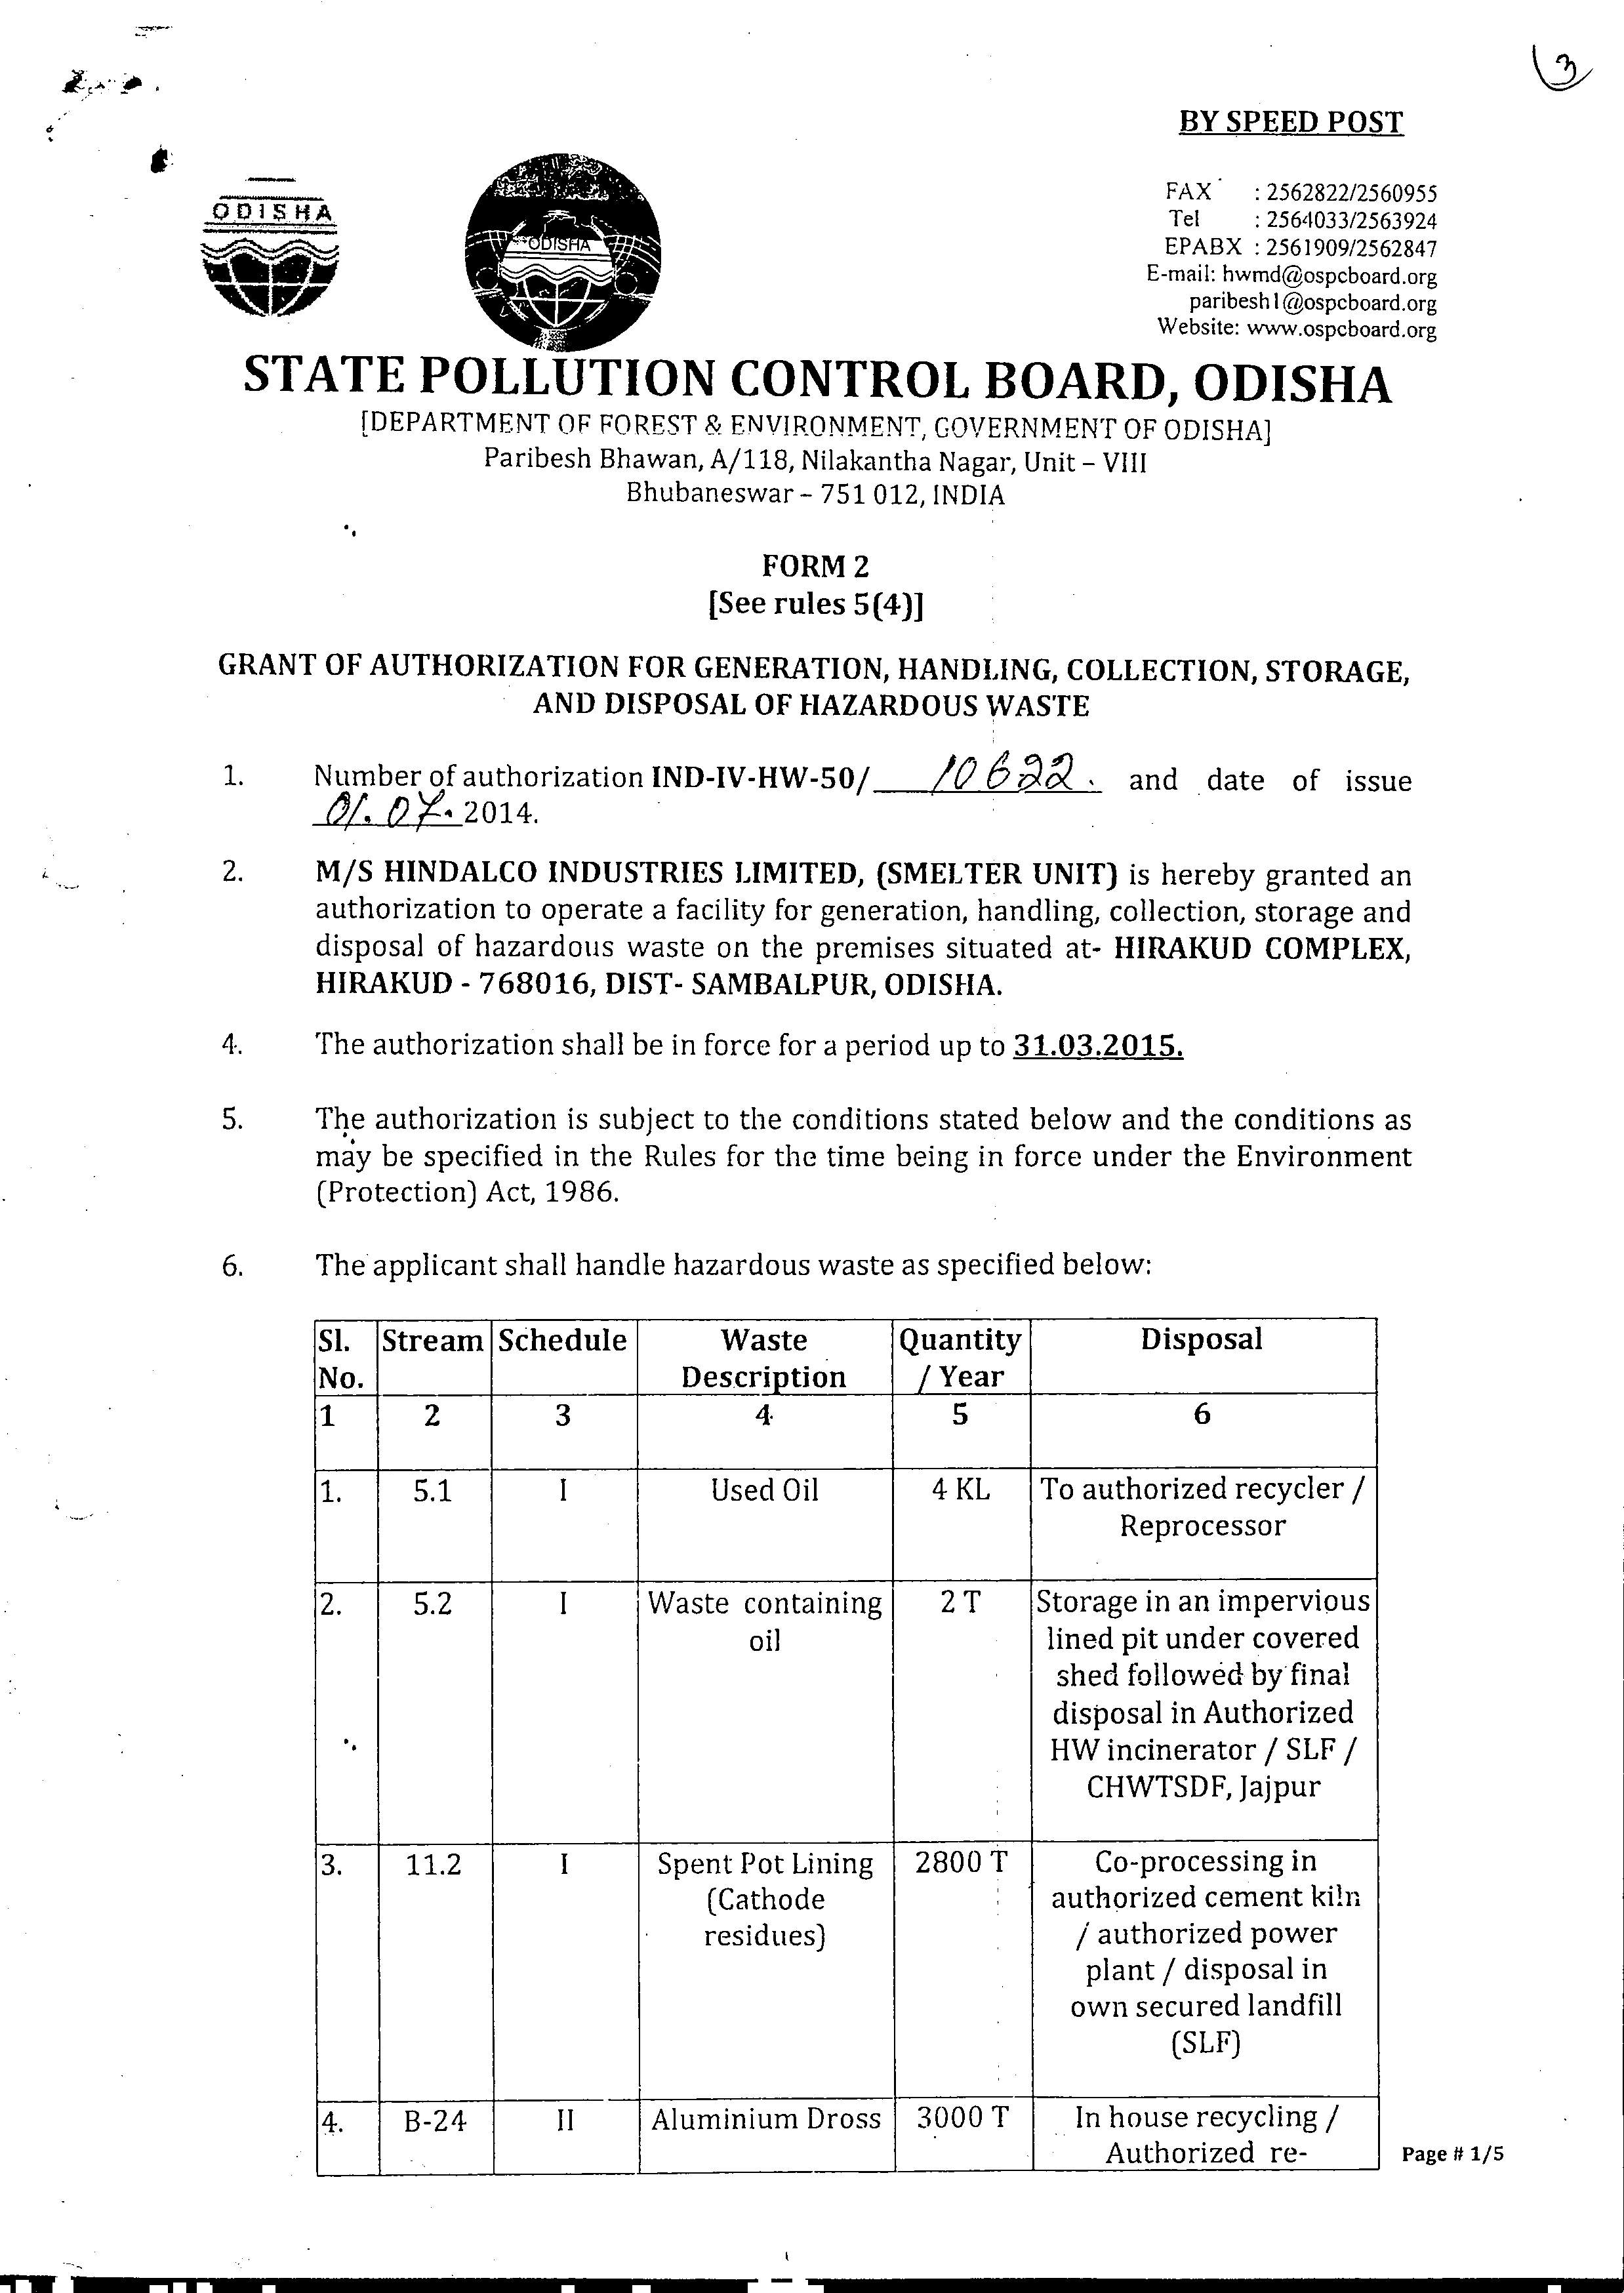 3
BY SPEED POST
FAX : 2562822/2560955
Tel : 2564033/2563924
EPABX : 2561909/2562847
E-mail: hwmd@ospcboard.org
paribesh1@ospcboard.org
Website: www.ospcboard.org
ODISHA
ODISHA
STATE POLLUTION CONTROL BOARD, ODISHA
[DEPARTMENT OF FOREST & ENVIRONMENT, GOVERNMENT OF ODISHA]
Paribesh Bhawan, A/118, Nilakantha Nagar, Unit – VIII
Bhubaneswar – 751 012, INDIA
FORM 2
[See rules 5(4)]
GRANT OF AUTHORIZATION FOR GENERATION, HANDLING, COLLECTION, STORAGE,
AND DISPOSAL OF HAZARDOUS WASTE
1. Number of authorization IND-IV-HW-50/ 10622. and date of issue
01.07.2014.
2. M/S HINDALCO INDUSTRIES LIMITED, (SMELTER UNIT) is hereby granted an
authorization to operate a facility for generation, handling, collection, storage and
disposal of hazardous waste on the premises situated at- HIRAKUD COMPLEX,
HIRAKUD - 768016, DIST- SAMBALPUR, ODISHA.
4. The authorization shall be in force for a period up to 31.03.2015.
5. The authorization is subject to the conditions stated below and the conditions as
may be specified in the Rules for the time being in force under the Environment
(Protection) Act, 1986.
6. The applicant shall handle hazardous waste as specified below:
Sl. Stream Schedule Waste Quantity Disposal
No. Description / Year
1 2 3 4 5 6
1. 5.1 I Used Oil 4 KL To authorized recycler /
Reprocessor
2. 5.2 I Waste containing 2 T Storage in an impervious
oil lined pit under covered
shed followed by final
disposal in Authorized
HW incinerator / SLF /
CHWTSDF, Jajpur
3. 11.2 I Spent Pot Lining 2800 T Co-processing in
(Cathode authorized cement kiln
residues) / authorized power
plant / disposal in
own secured landfill
(SLF)
4. B-24 II Aluminium Dross 3000 T In house recycling /
Authorized re-
Page # 1/5